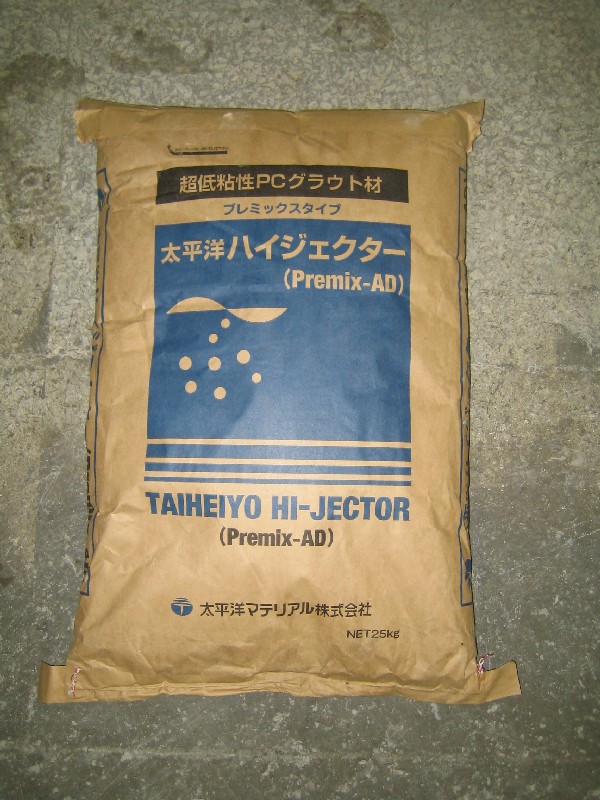 超低粘性PCグラウト材
プレミックスタイプ
太平洋ハイジェクター
(Premix-AD)
TAIHEIYO HI-JECTOR
(Premix-AD)
太平洋マテリアル株式会社
NET25kg